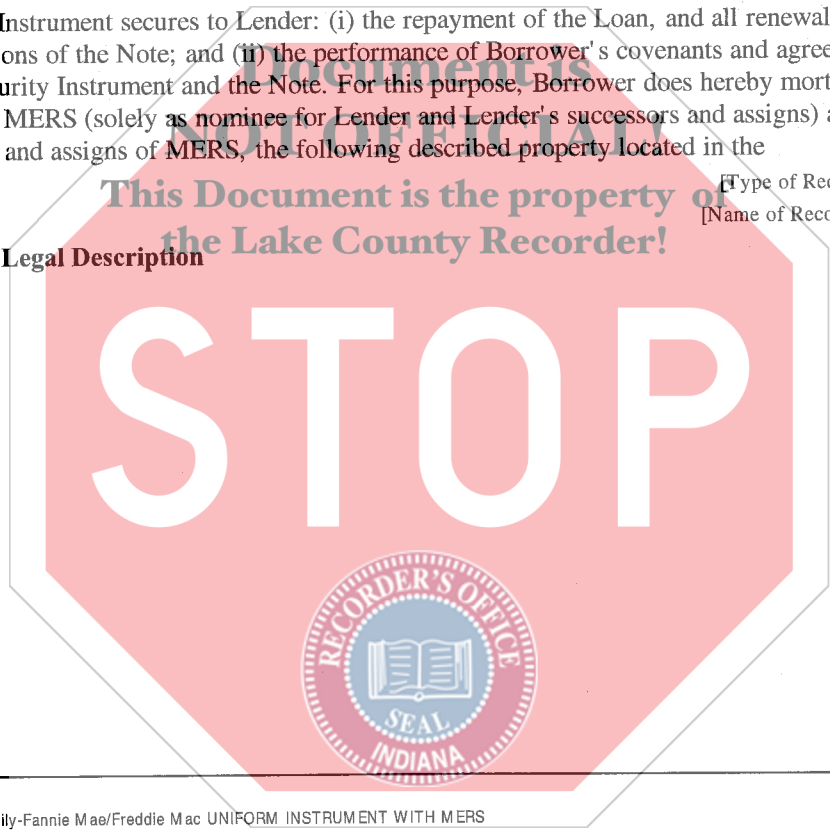 Instrument secures to Lender: (i) the repayment of the Loan, and all renewal
ons of the Note; and (ii) the performance of Borrower's covenants and agree
urity Instrument and the Note. For this purpose, Borrower does hereby mort
MERS (solely as nominee for Lender and Lender's successors and assigns) a
and assigns of MERS, the following described property located in the
[Type of Rec
[Name of Reco
Legal Description
Document is
NOT OFFICIAL!
This Document is the property of
the Lake County Recorder!
STOP
RECORDER'S OFFICE
SEAL
INDIANA
ily-Fannie Mae/Freddie Mac UNIFORM INSTRUMENT WITH MERS